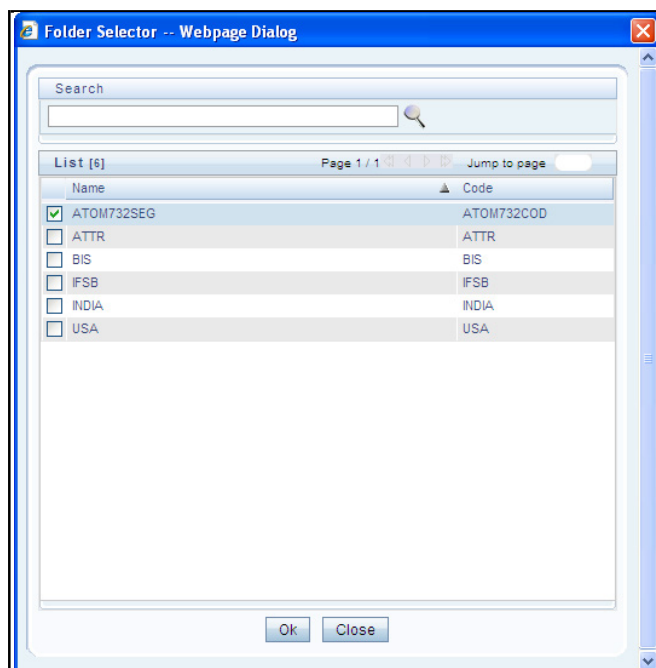 Folder Selector -- Webpage Dialog
Search
List [6] Page 1 / 1 Jump to page
Name Code
ATOM732SEG ATOM732COD
ATTR ATTR
BIS BIS
IFSB IFSB
INDIA INDIA
USA USA
Ok Close